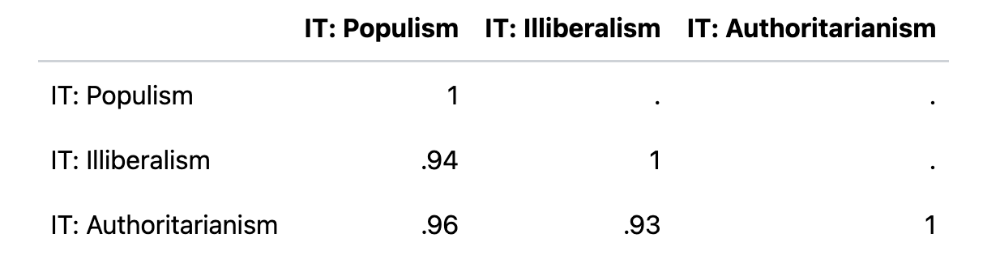 IT: Populism IT: Illiberalism IT: Authoritarianism
IT: Populism 1 . .
IT: Illiberalism .94 1 .
IT: Authoritarianism .96 .93 1